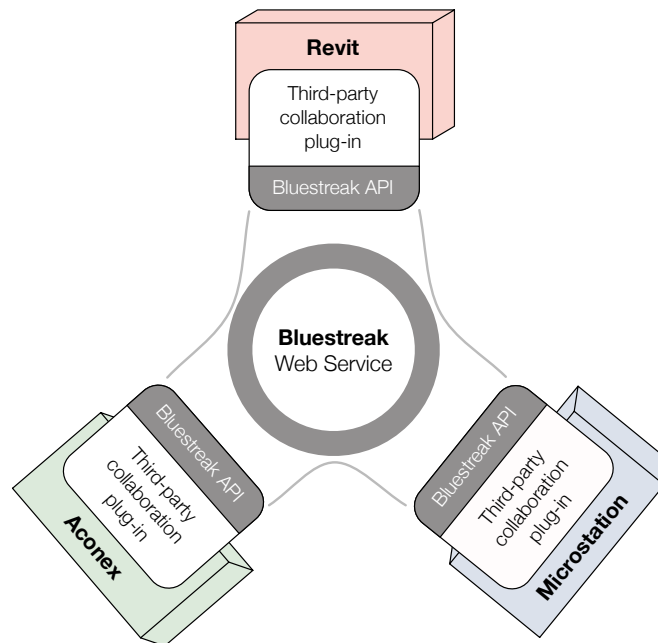 Revit
Third-party
collaboration
plug-in
Bluestreak API
Bluestreak
Web Service
Bluestreak API
Third-party
collaboration
plug-in
Aconex
Bluestreak API
Third-party
collaboration
plug-in
Microstation